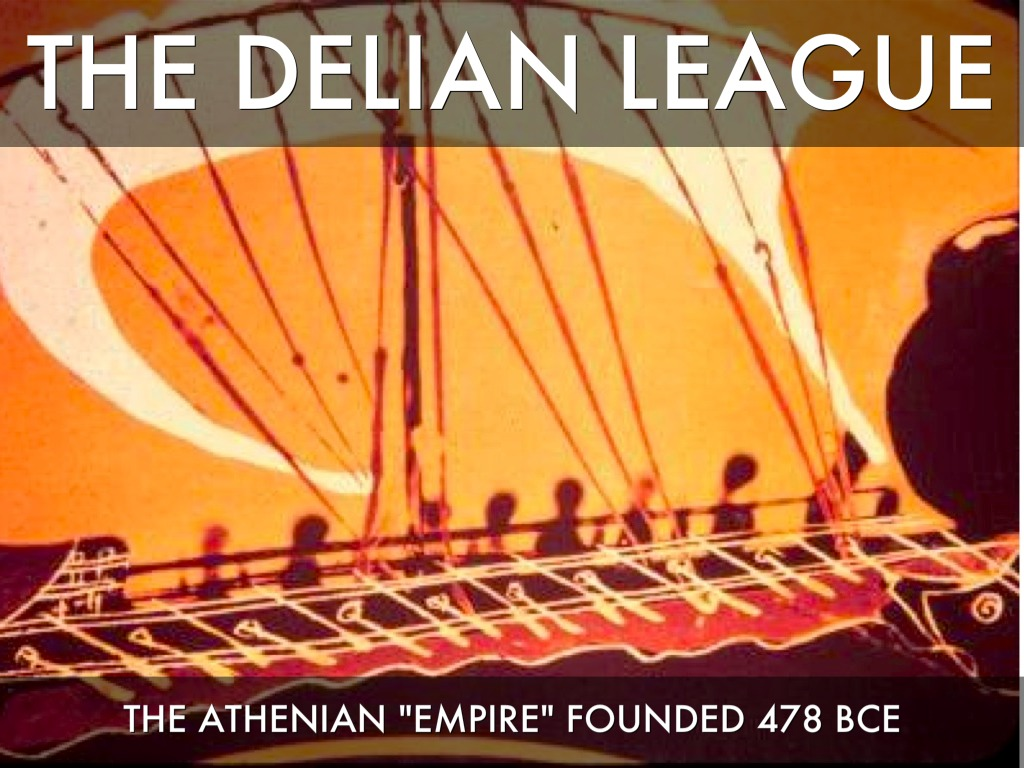 THE DELIAN LEAGUE
THE ATHENIAN "EMPIRE" FOUNDED 478 BCE